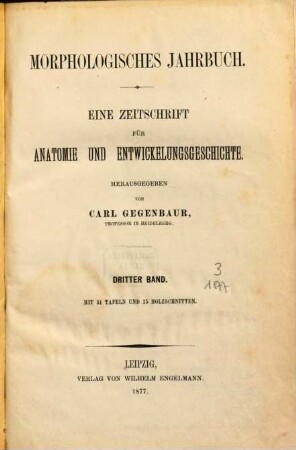 MORPHOLOGISCHES JAHRBUCH.
EINE ZEITSCHRIFT
FÜR
ANATOMIE UND ENTWICKELUNGSGESCHICHTE.
HERAUSGEGEBEN
VON
CARL GEGENBAUR,
PROFESSOR IN HEIDELBERG.
DRITTER BAND.
3
MIT 31 TAFELN UND 15 HOLZSCHNITTEN.
LEIPZIG,
VERLAG VON WILHELM ENGELMANN.
1877.